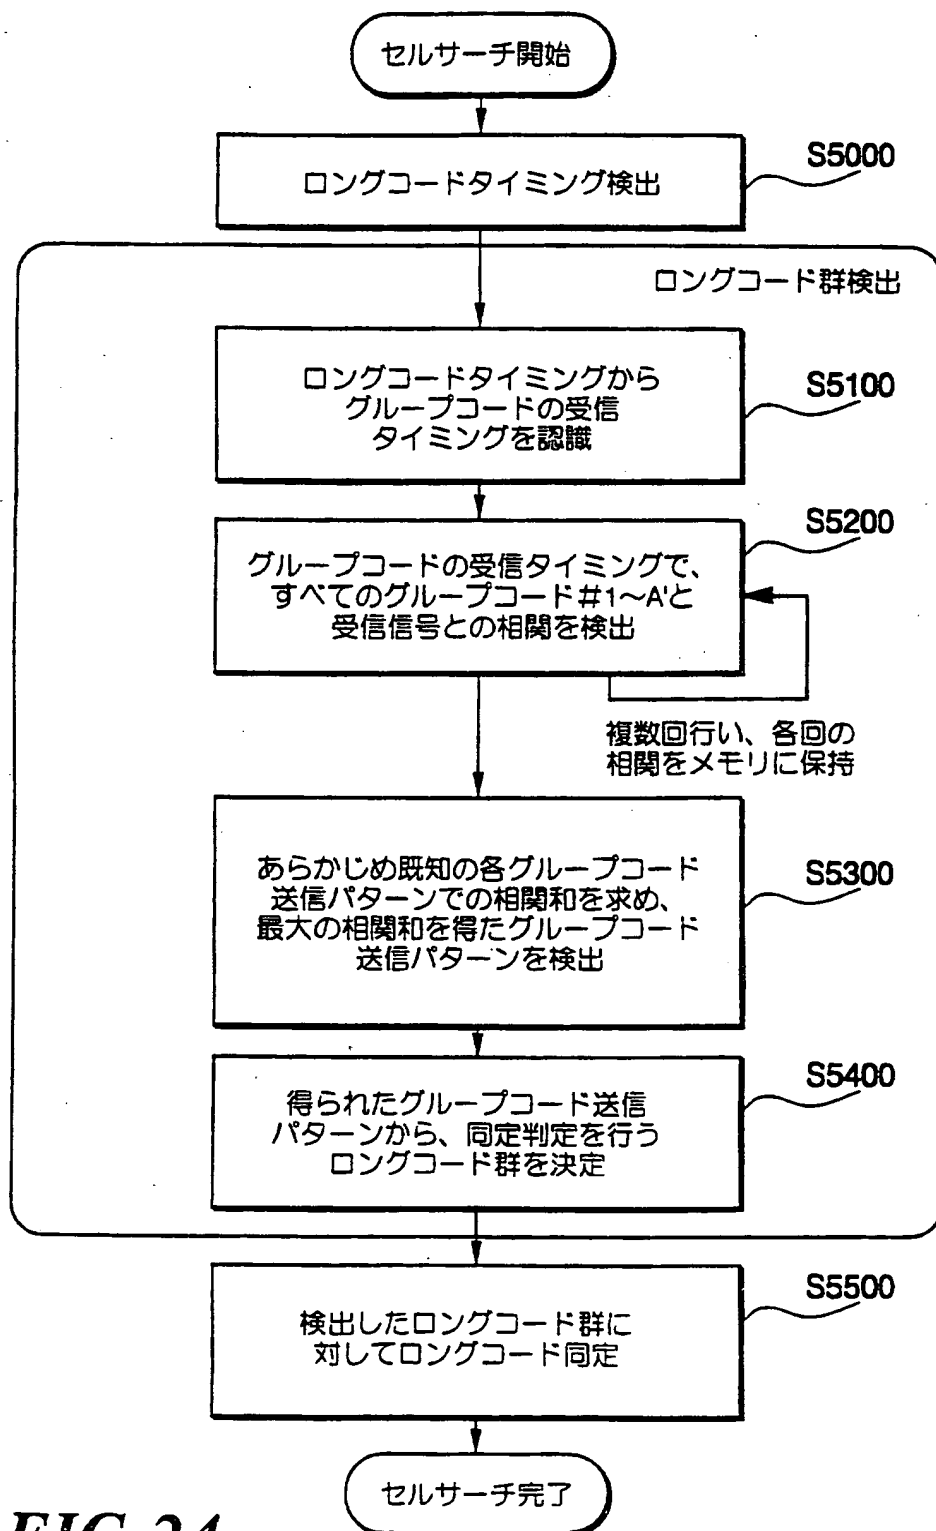 セルサーチ開始
S5000
ロングコードタイミング検出
ロングコード群検出
S5100
ロングコードタイミングから
グループコードの受信
タイミングを認識
S5200
グループコードの受信タイミングで、
すべてのグループコード#1〜A'と
受信信号との相関を検出
複数回行い、各回の
相関をメモリに保持
S5300
あらかじめ既知の各グループコード
送信パターンでの相関和を求め、
最大の相関和を得たグループコード
送信パターンを検出
S5400
得られたグループコード送信
パターンから、同定判定を行う
ロングコード群を決定
S5500
検出したロングコード群に
対してロングコード同定
セルサーチ完了
FIG.24